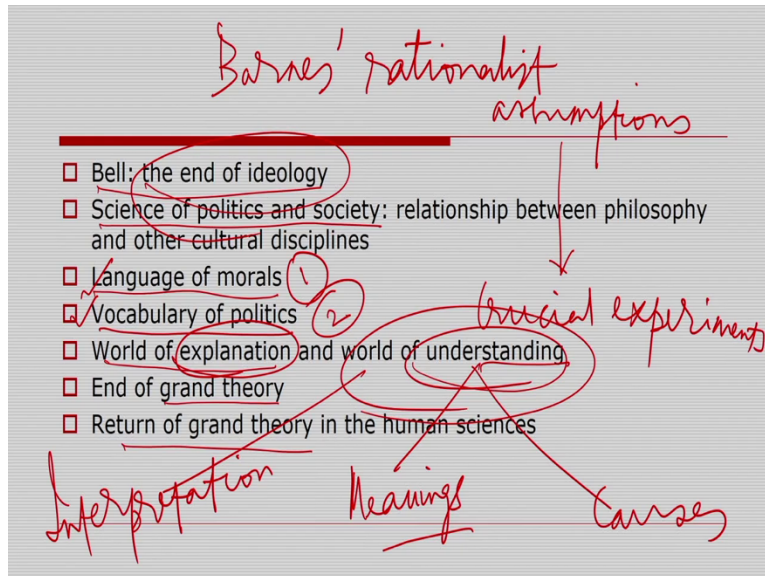 Barnes' rationalist
assumptions
Bell: the end of ideology
Science of politics and society: relationship between philosophy
and other cultural disciplines
Language of morals 1
Vocabulary of politics 2
Crucial experiments
World of explanation and world of understanding
End of grand theory
Return of grand theory in the human sciences
Interpretation
Meanings
Causes